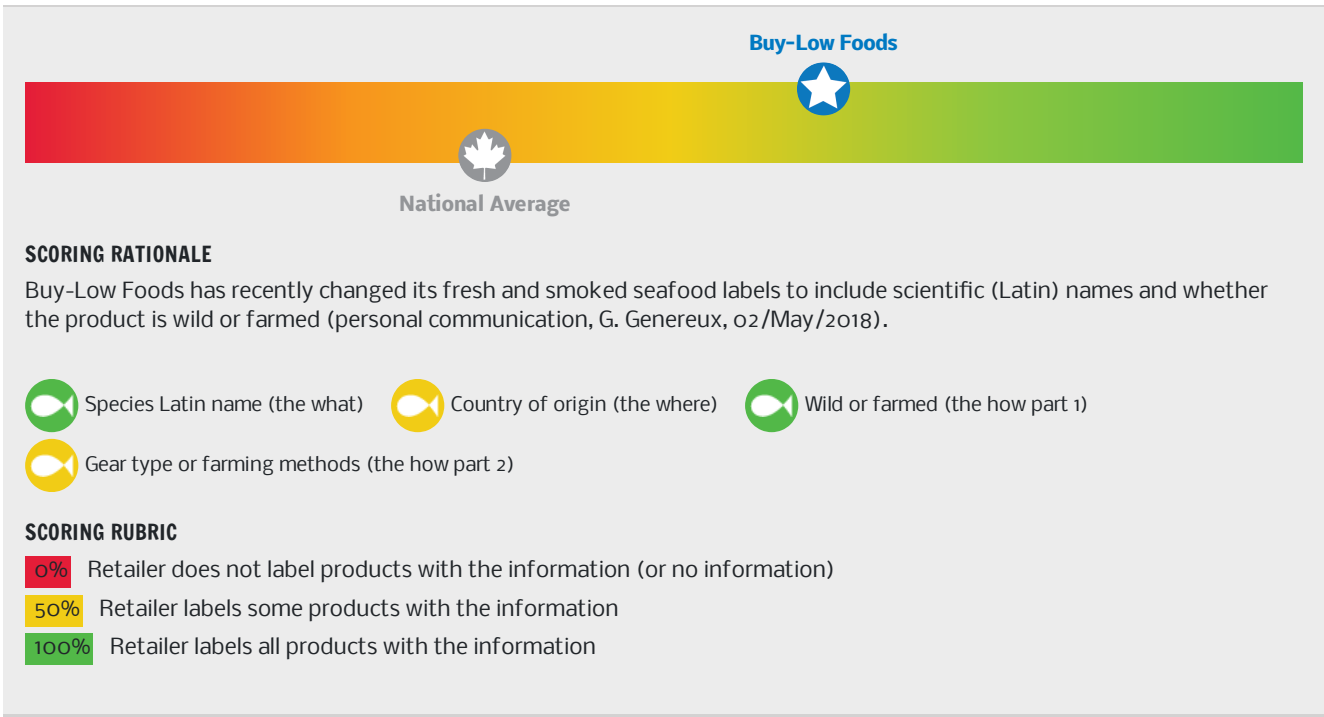 Buy-Low Foods
National Average
SCORING RATIONALE
Buy-Low Foods has recently changed its fresh and smoked seafood labels to include scientific (Latin) names and whether
the product is wild or farmed (personal communication, G. Genereux, 02/May/2018).
Species Latin name (the what) Country of origin (the where) Wild or farmed (the how part 1)
Gear type or farming methods (the how part 2)
SCORING RUBRIC
0% Retailer does not label products with the information (or no information)
50% Retailer labels some products with the information
100% Retailer labels all products with the information